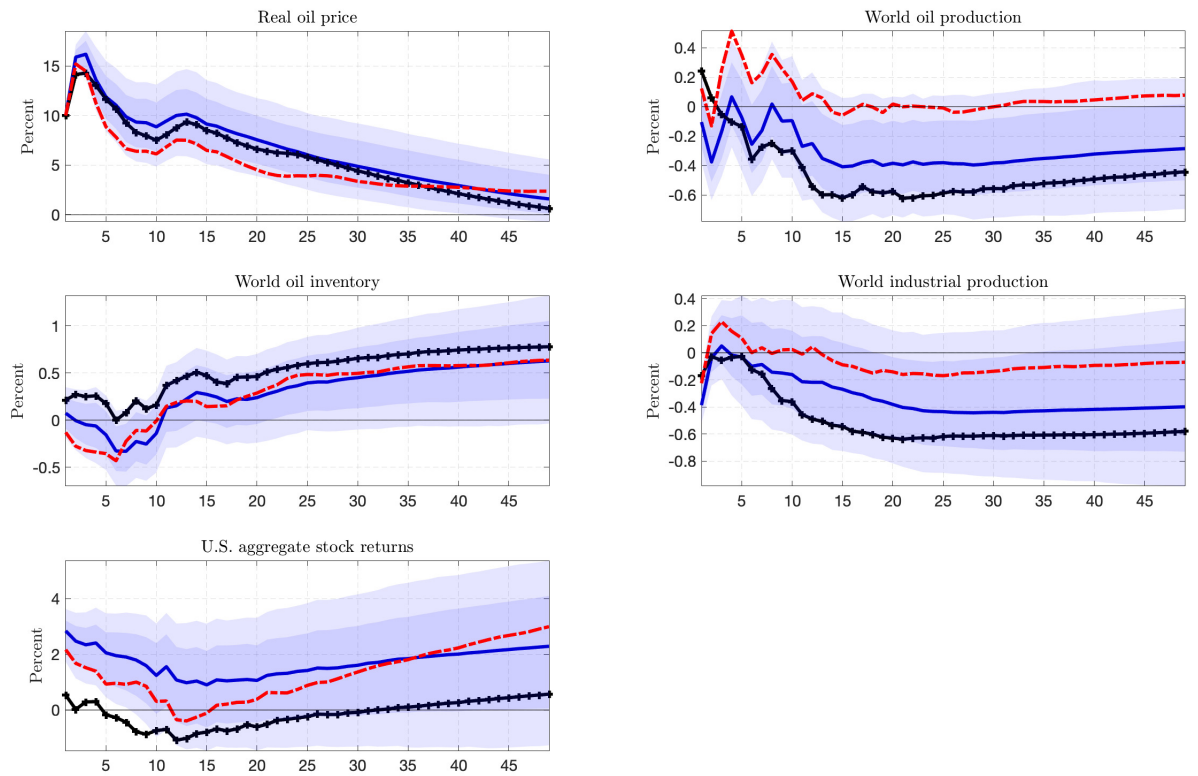 Real oil price
Percent
15
10
5
0
5 10 15 20 25 30 35 40 45
World oil production
Percent
0.4
0.2
0
-0.2
-0.4
-0.6
5 10 15 20 25 30 35 40 45
World oil inventory
Percent
1
0.5
0
-0.5
5 10 15 20 25 30 35 40 45
World industrial production
Percent
0.4
0.2
0
-0.2
-0.4
-0.6
-0.8
5 10 15 20 25 30 35 40 45
U.S. aggregate stock returns
Percent
4
2
0
5 10 15 20 25 30 35 40 45